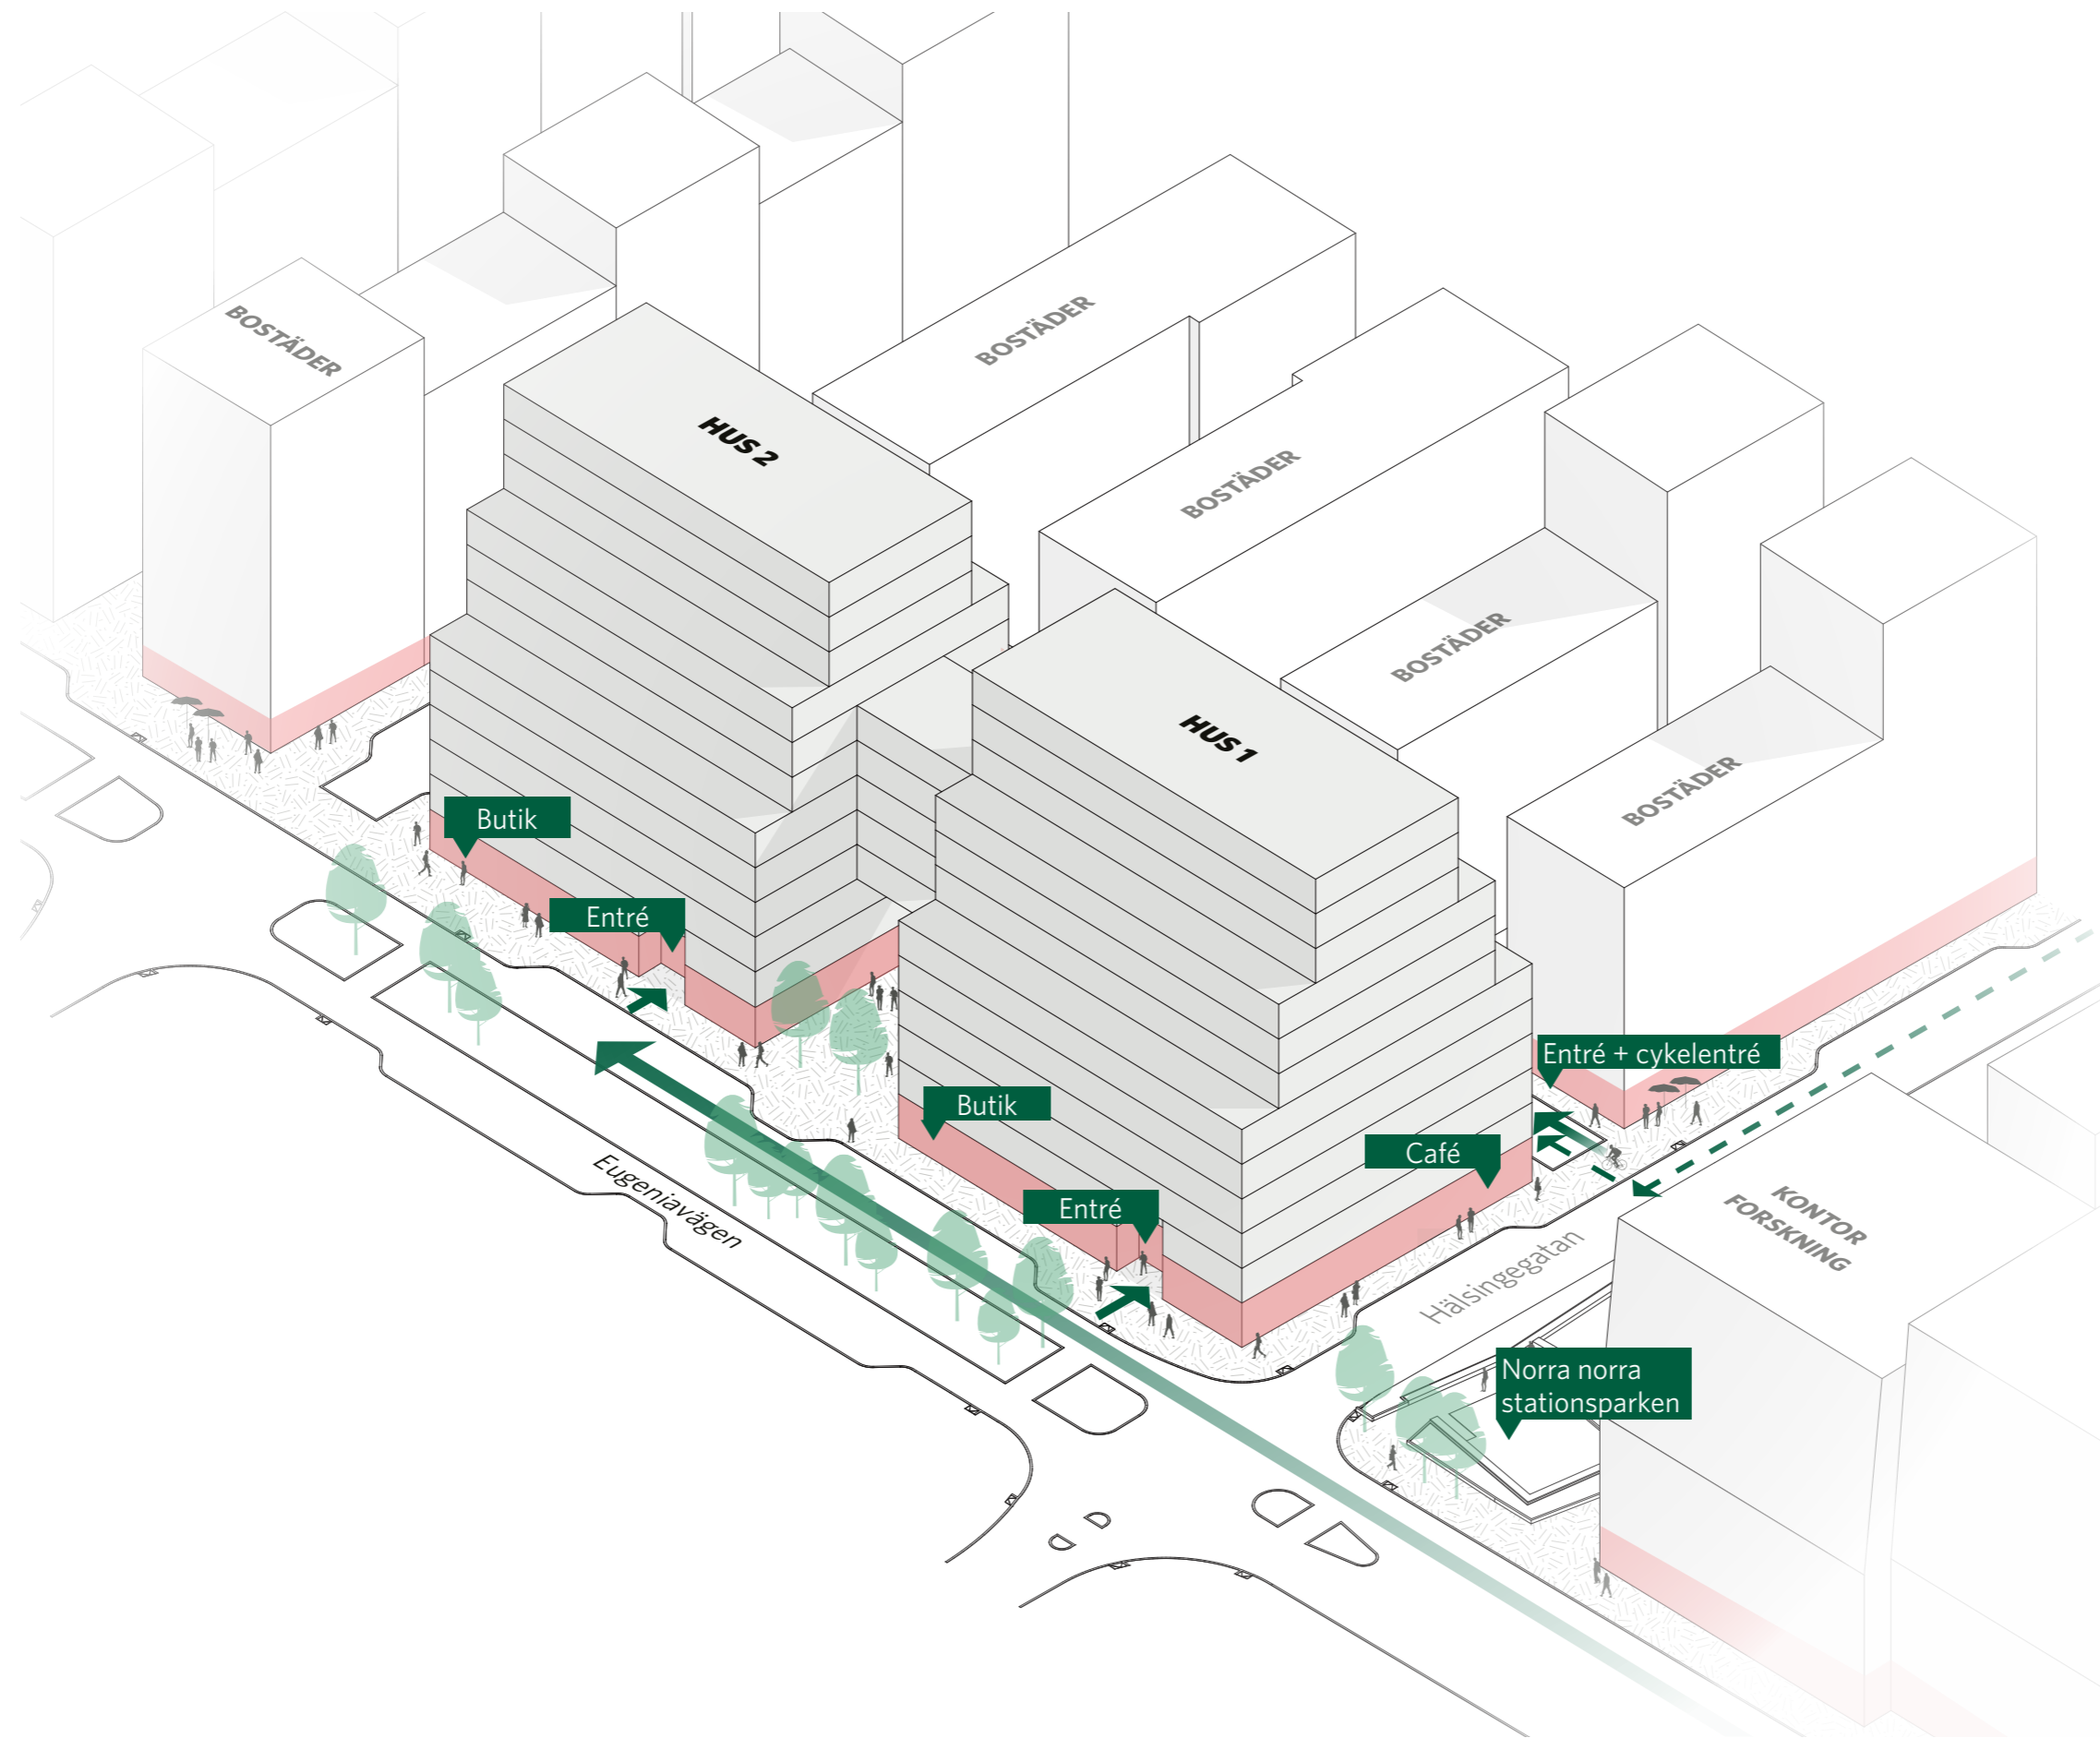 BOSTÄDER
BOSTÄDER
HUS 2
BOSTÄDER
BOSTÄDER
HUS 1
BOSTÄDER
Butik
Entré
Entré + cykelentré
Butik
Café
Entré
Eugeniavägen
KONTOR
FORSKNING
Hälsingegatan
Norra norra
stationsparken